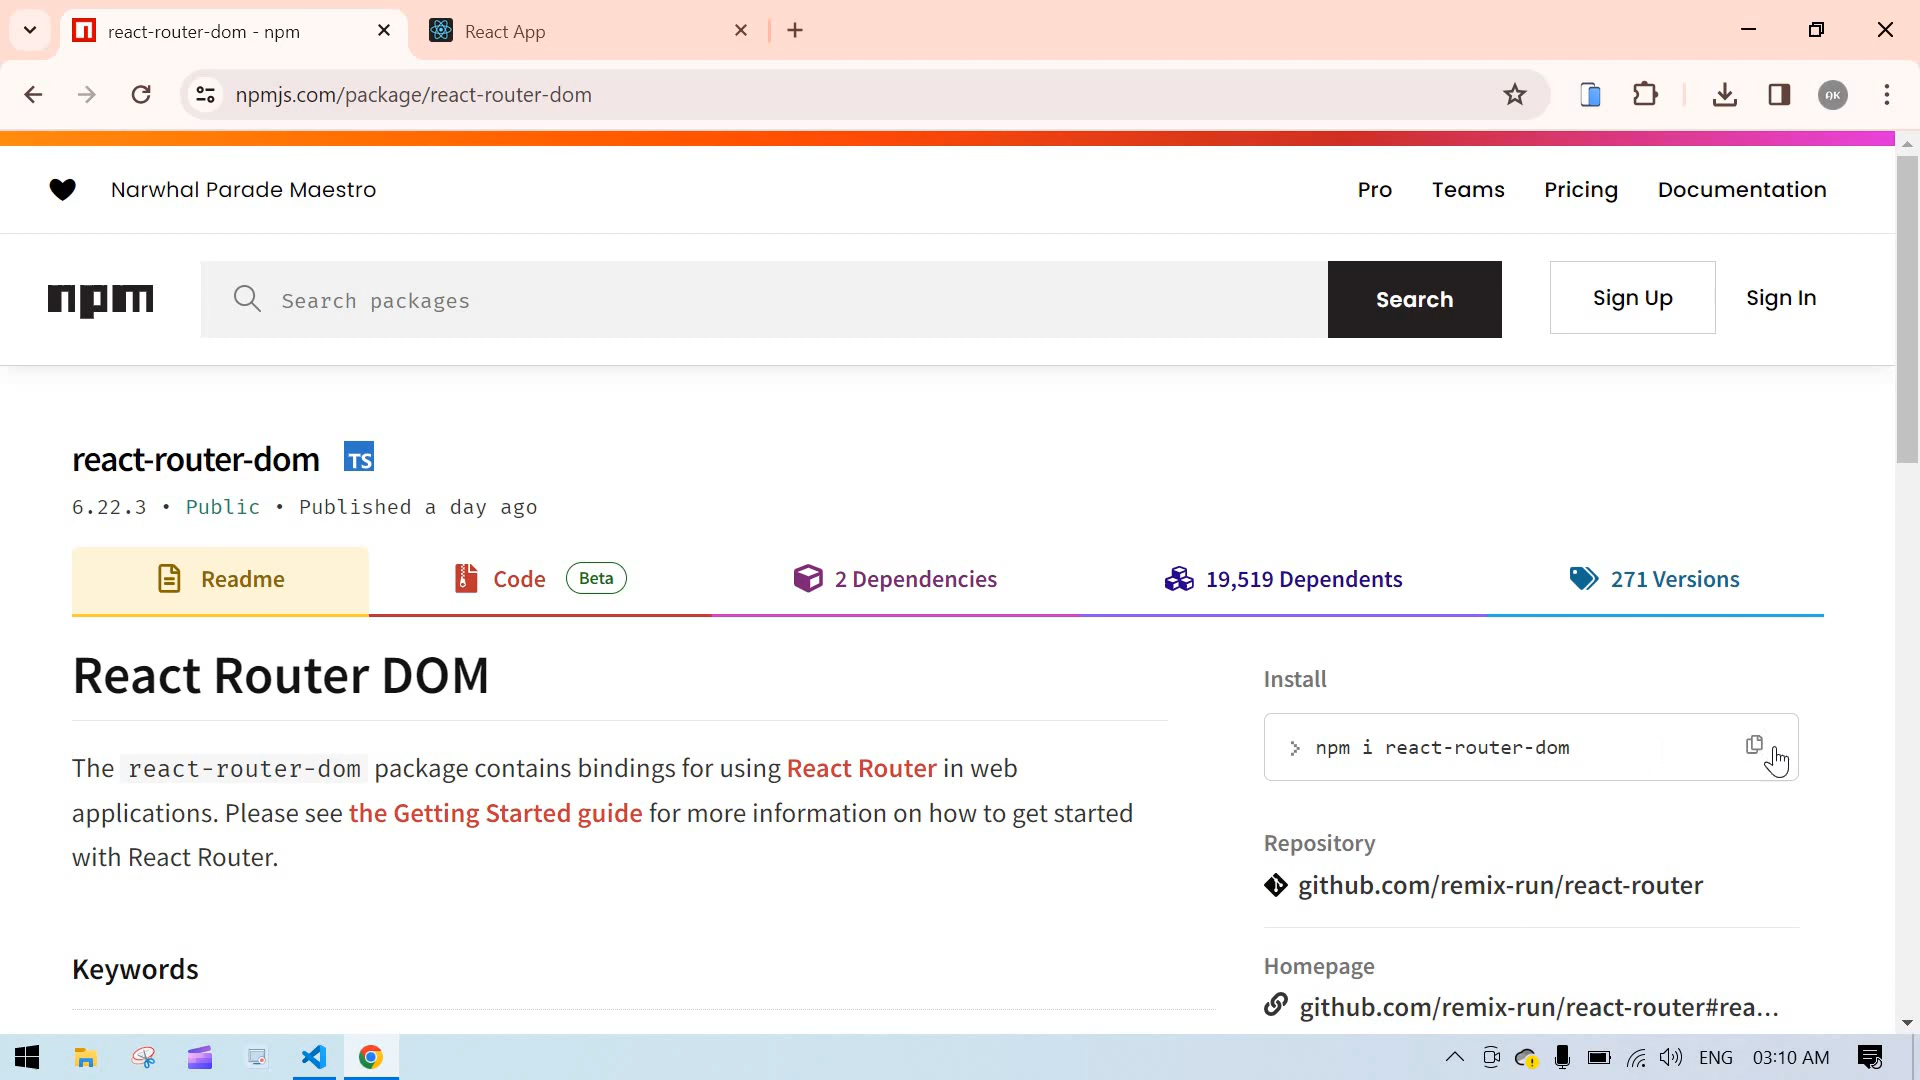 react-router-dom - npm
React App
npmjs.com/package/react-router-dom
AK
Narwhal Parade Maestro
Pro
Teams
Pricing
Documentation
npm
Search packages
Search
Sign Up
Sign In
react-router-dom
TS
6.22.3 • Public • Published a day ago
Readme
Code
Beta
2 Dependencies
19,519 Dependents
271 Versions
React Router DOM
The react-router-dom package contains bindings for using React Router in web
applications. Please see the Getting Started guide for more information on how to get started
with React Router.
Keywords
Install
> npm i react-router-dom
Repository
github.com/remix-run/react-router
Homepage
github.com/remix-run/react-router#rea...
ENG
03:10 AM